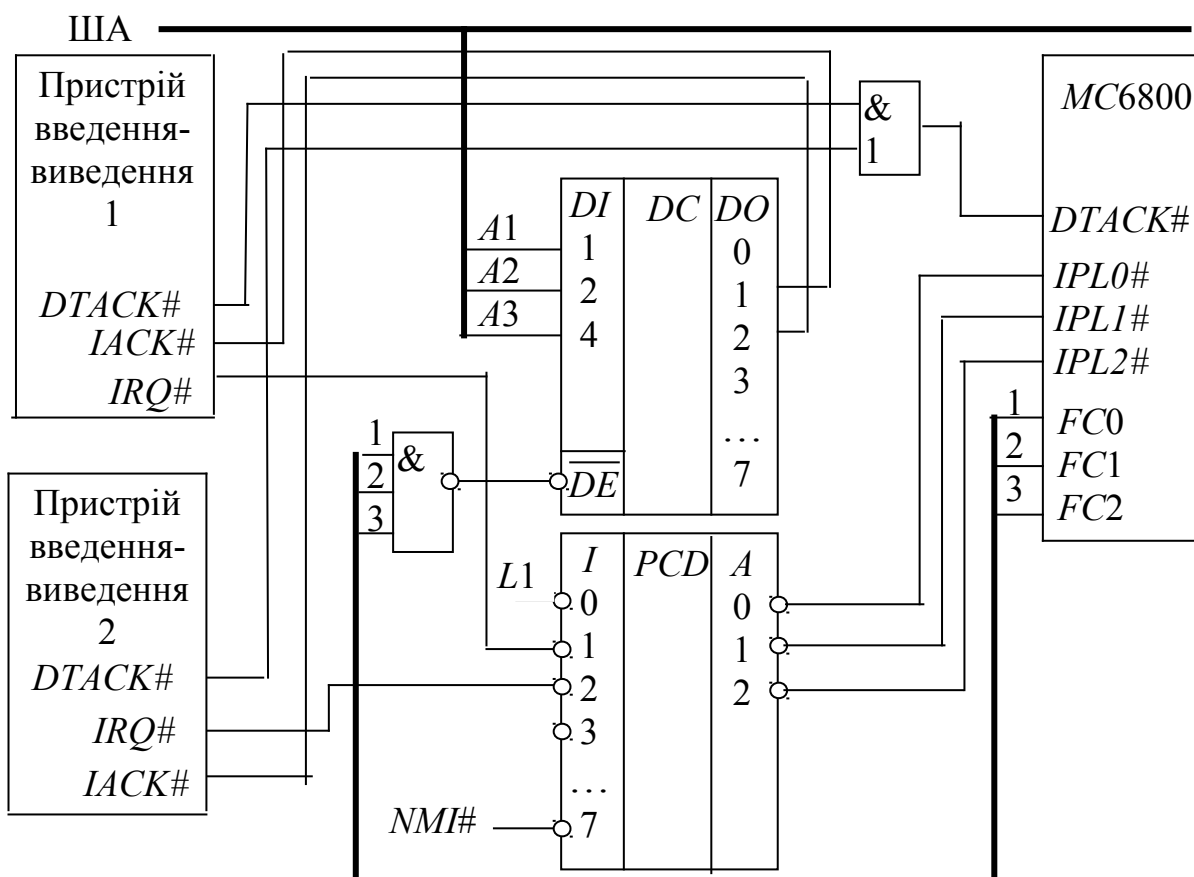 ША
Пристрій
введення-
виведення
1
DTACK#
IACK#
IRQ#
&
1
MC6800
DTACK#
IPL0#
IPL1#
IPL2#
1 FC0
2 FC1
3 FC2
A1
A2
A3
DI DC DO
1
2
4
DE
0
1
2
3
...
7
1
2
3
&
Пристрій
введення-
виведення
2
DTACK#
IRQ#
IACK#
L1
NMI#
I PCD A
0
1
2
3
...
7
0
1
2